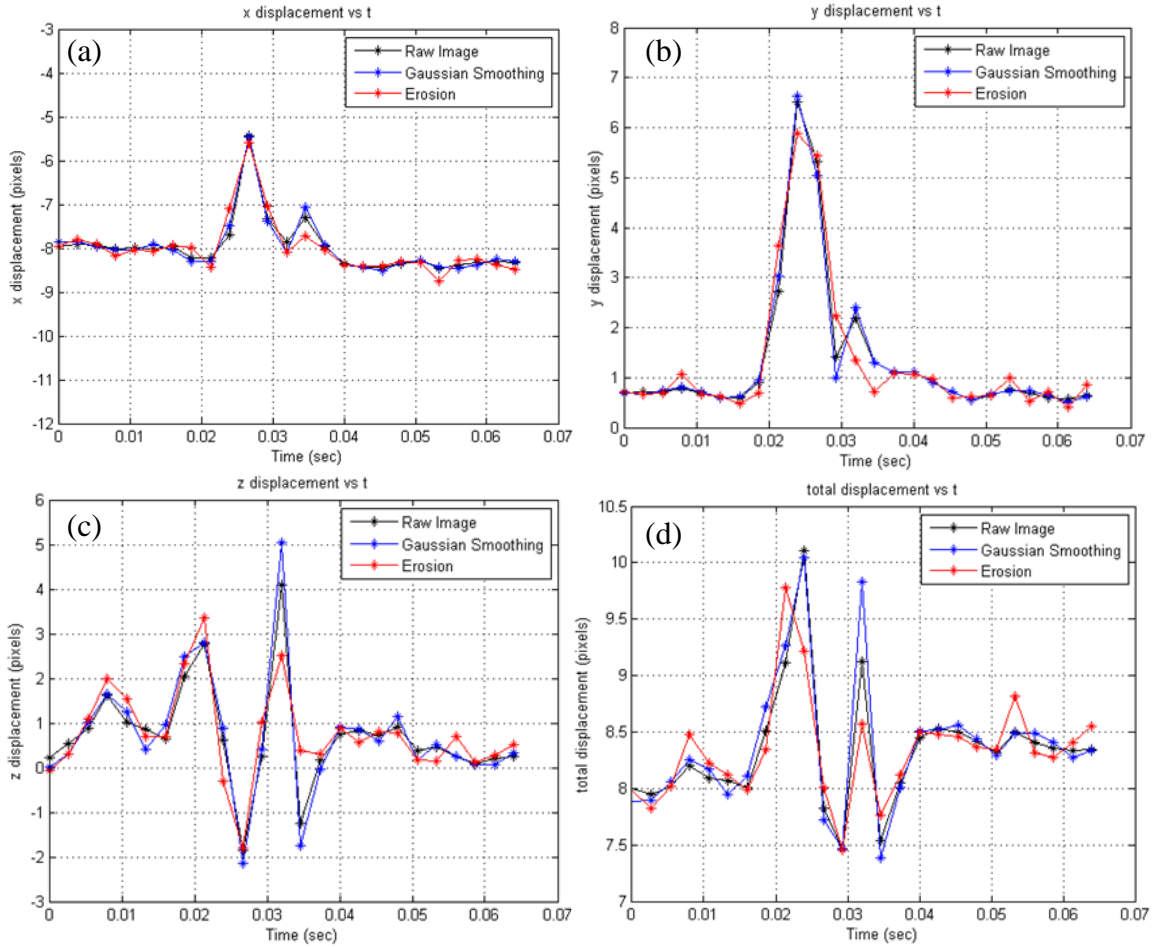 x displacement vs t
(a)
Raw Image
Gaussian Smoothing
Erosion
-3
-4
-5
-6
-7
-8
-9
-10
-11
-12
x displacement (pixels)
0 0.01 0.02 0.03 0.04 0.05 0.06 0.07
Time (sec)
y displacement vs t
(b)
Raw Image
Gaussian Smoothing
Erosion
8
7
6
5
4
3
2
1
0
y displacement (pixels)
0 0.01 0.02 0.03 0.04 0.05 0.06 0.07
Time (sec)
z displacement vs t
(c)
Raw Image
Gaussian Smoothing
Erosion
6
5
4
3
2
1
0
-1
-2
-3
z displacement (pixels)
0 0.01 0.02 0.03 0.04 0.05 0.06 0.07
Time (sec)
total displacement vs t
(d)
Raw Image
Gaussian Smoothing
Erosion
10.5
10
9.5
9
8.5
8
7.5
7
total displacement (pixels)
0 0.01 0.02 0.03 0.04 0.05 0.06 0.07
Time (sec)